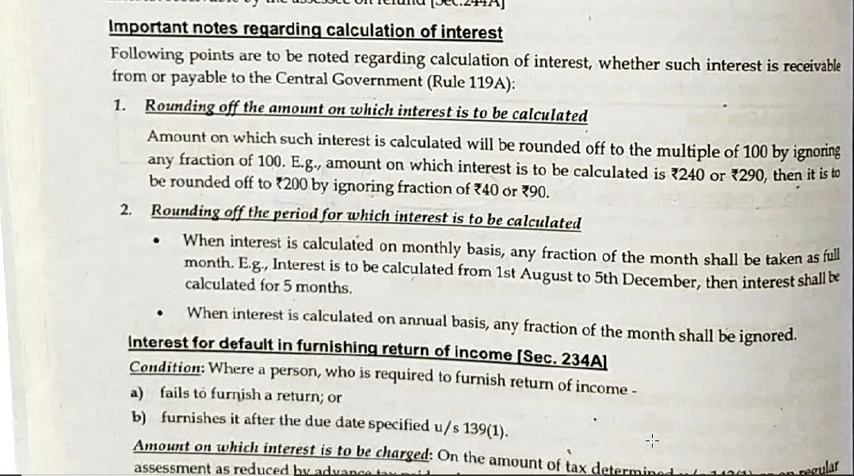 on refund [Sec.244A]
Important notes regarding calculation of interest
Following points are to be noted regarding calculation of interest, whether such interest is receivable
from or payable to the Central Government (Rule 119A):
1. Rounding off the amount on which interest is to be calculated
Amount on which such interest is calculated will be rounded off to the multiple of 100 by ignoring
any fraction of 100. E.g., amount on which interest is to be calculated is ₹240 or ₹290, then it is to
be rounded off to ₹200 by ignoring fraction of ₹40 or ₹90.
2. Rounding off the period for which interest is to be calculated
• When interest is calculated on monthly basis, any fraction of the month shall be taken as full
month. E.g., Interest is to be calculated from 1st August to 5th December, then interest shall be
calculated for 5 months.
• When interest is calculated on annual basis, any fraction of the month shall be ignored.
Interest for default in furnishing return of income [Sec. 234A]
Condition: Where a person, who is required to furnish return of income -
a) fails to furnish a return; or
b) furnishes it after the due date specified u/s 139(1).
Amount on which interest is to be charged: On the amount of tax determined on regular
assessment as reduced by advance tax